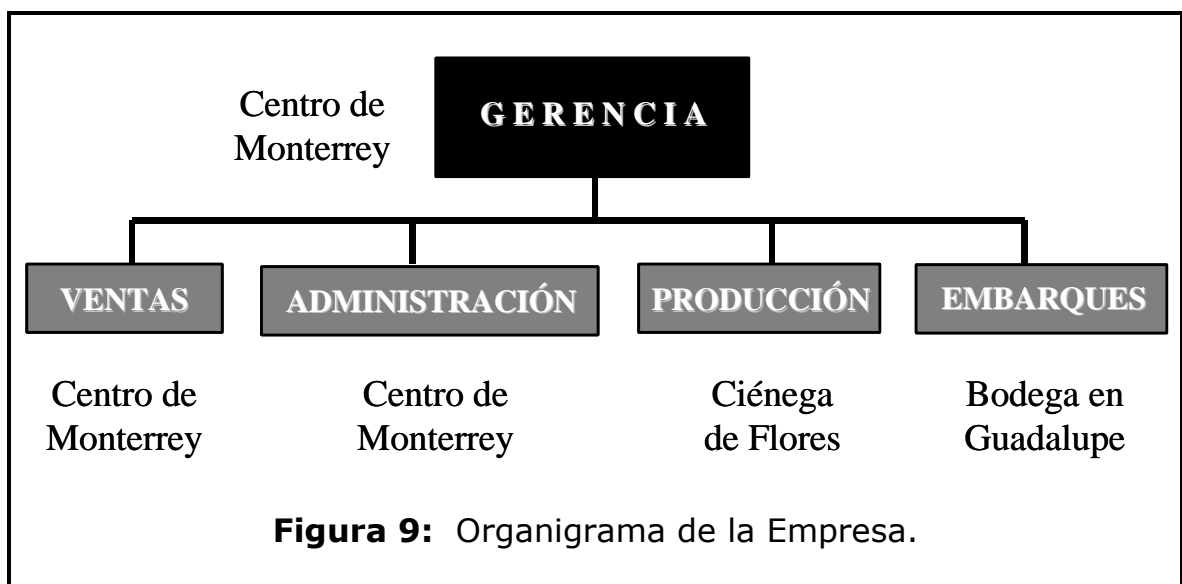 Centro de
Monterrey
GERENCIA
VENTAS
ADMINISTRACIÓN
PRODUCCIÓN
EMBARQUES
Centro de
Monterrey
Centro de
Monterrey
Ciénega
de Flores
Bodega en
Guadalupe
Figura 9: Organigrama de la Empresa.